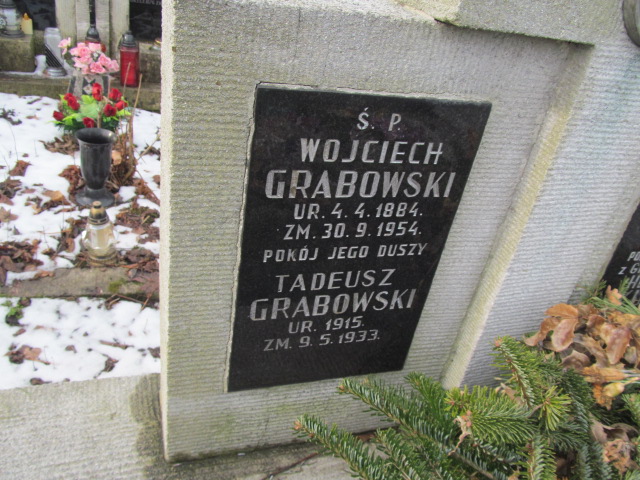 Ś. P.
WOJCIECH
GRABOWSKI
UR. 4. 4. 1884.
ZM. 30. 9. 1954.
POKÓJ JEGO DUSZY
TADEUSZ
GRABOWSKI
UR. 1915.
ZM. 9. 5. 1933.